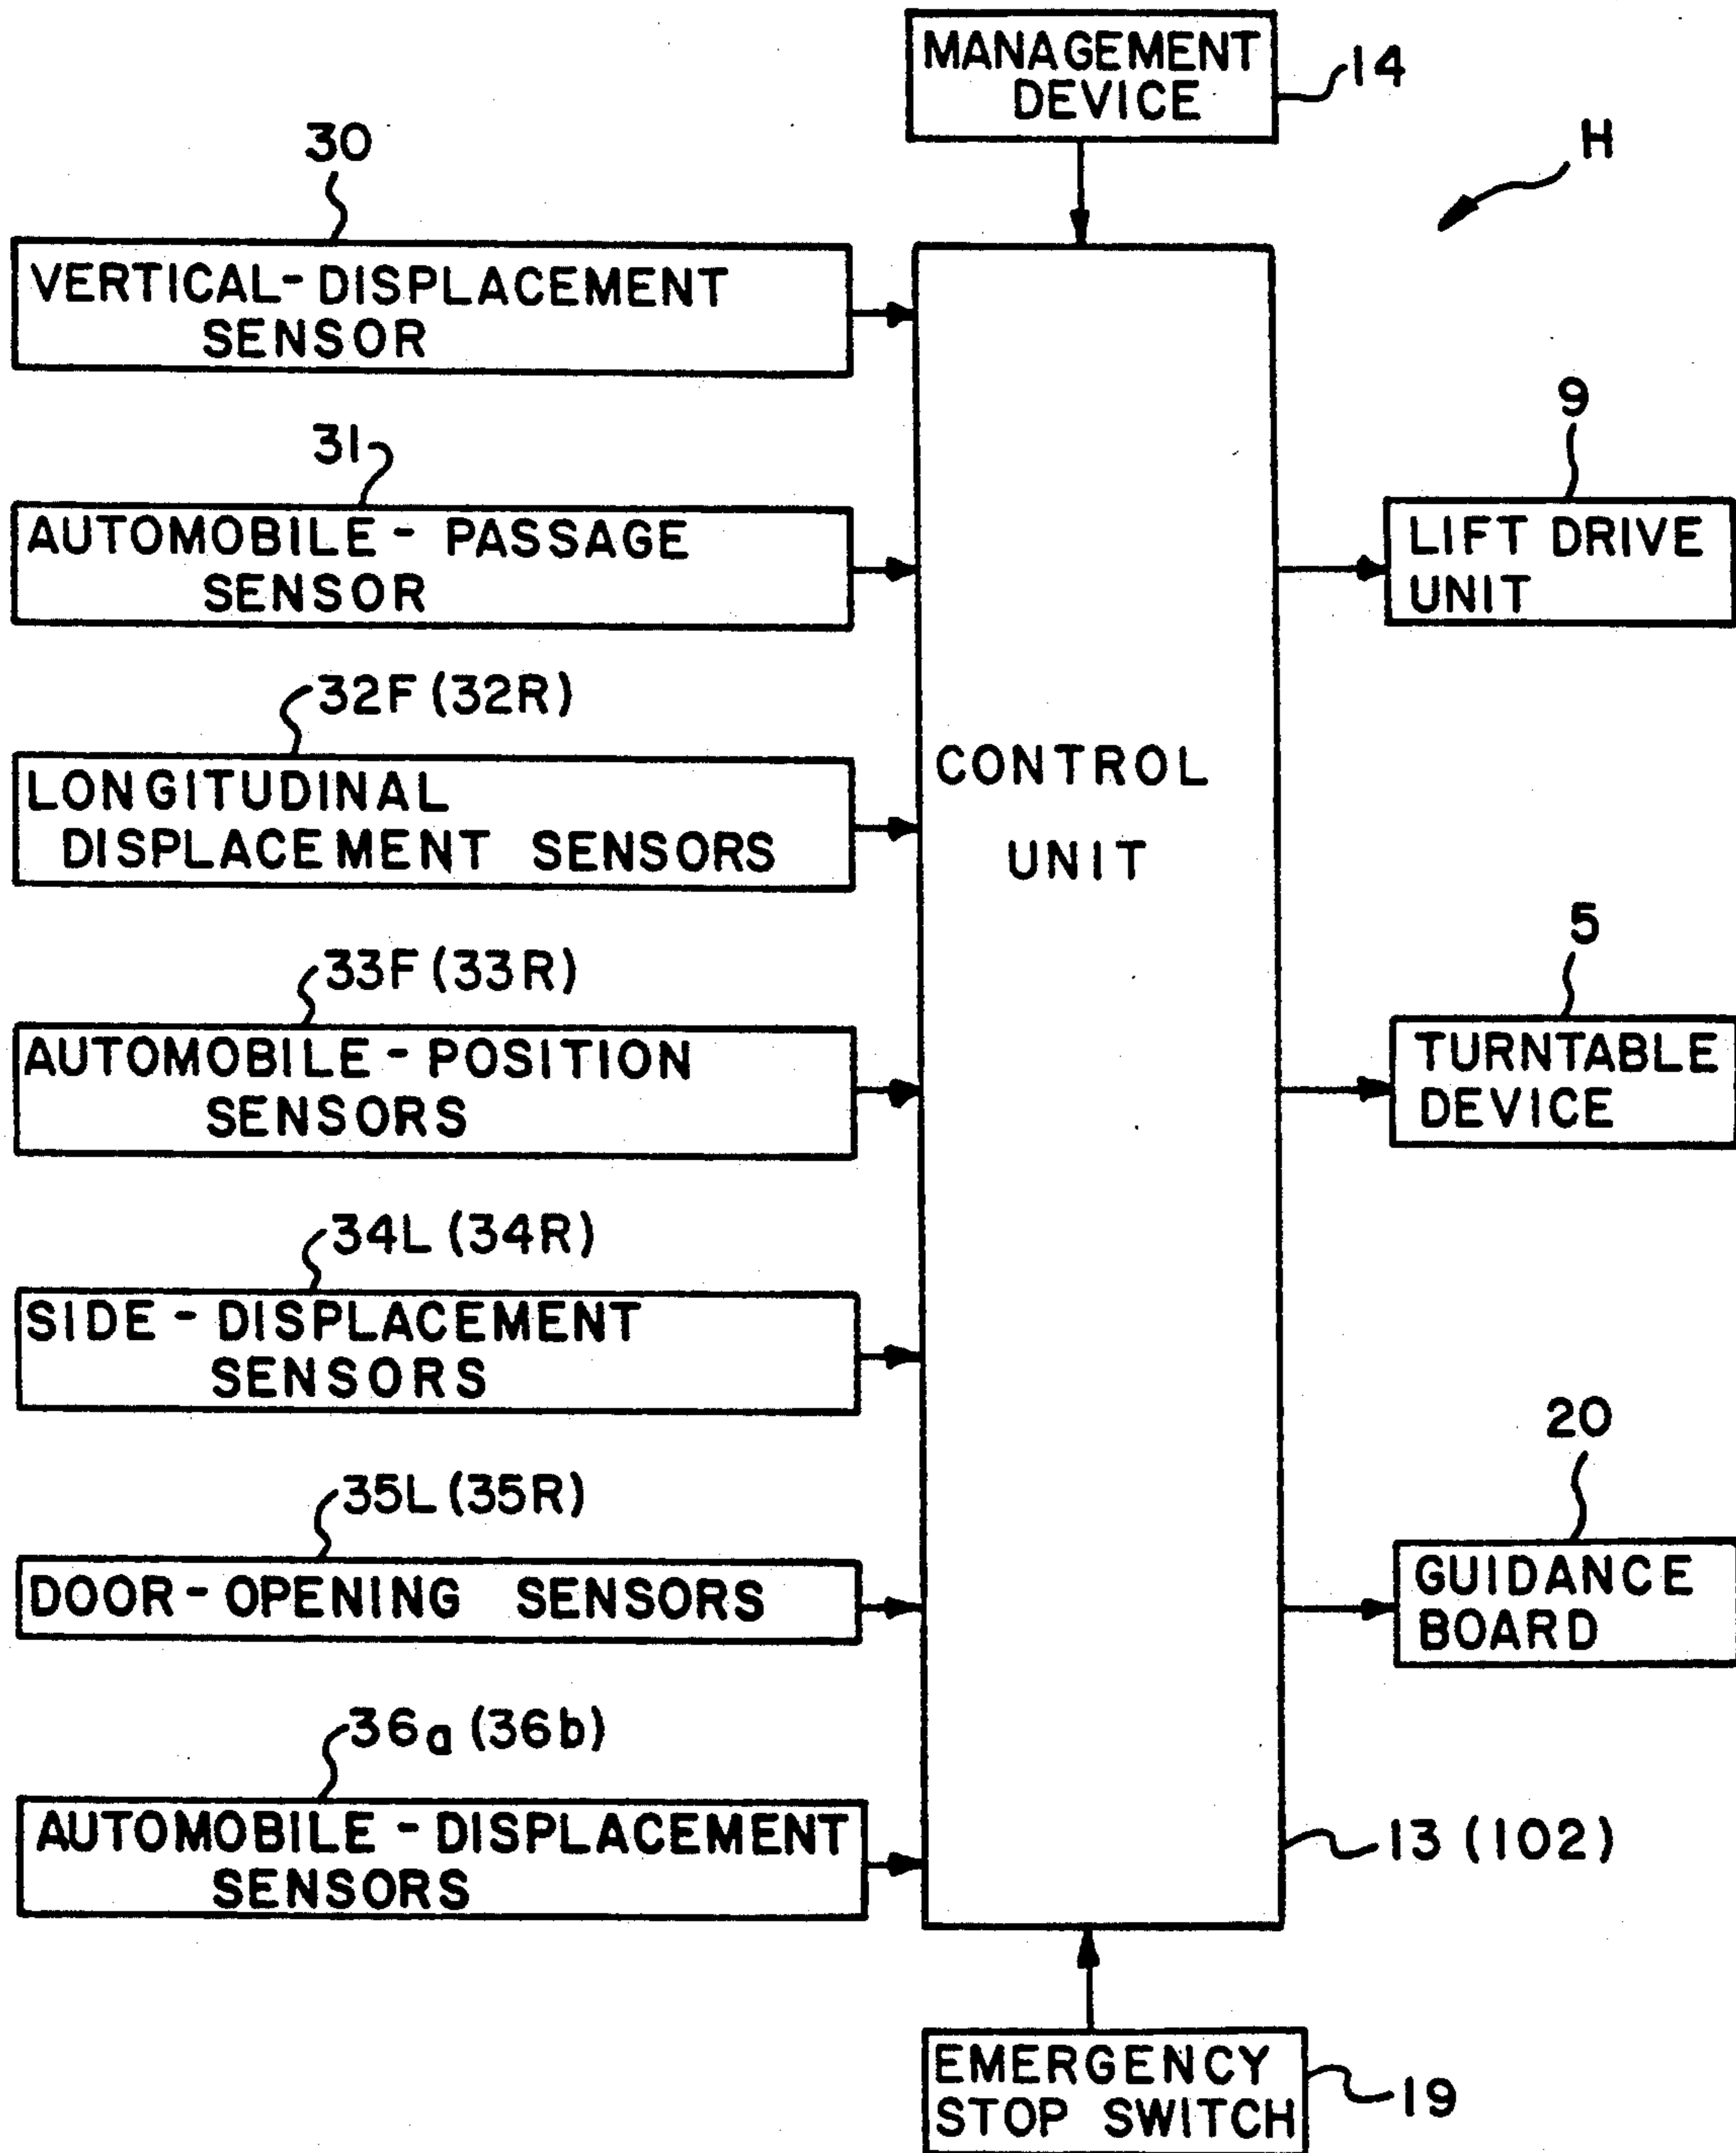 MANAGEMENT
DEVICE
14
H
30
VERTICAL-DISPLACEMENT
SENSOR
31
AUTOMOBILE-PASSAGE
SENSOR
32F (32R)
LONGITUDINAL
DISPLACEMENT SENSORS
33F (33R)
AUTOMOBILE-POSITION
SENSORS
34L (34R)
SIDE-DISPLACEMENT
SENSORS
35L (35R)
DOOR-OPENING SENSORS
36a (36b)
AUTOMOBILE-DISPLACEMENT
SENSORS
CONTROL
UNIT
9
LIFT DRIVE
UNIT
5
TURNTABLE
DEVICE
20
GUIDANCE
BOARD
13 (102)
EMERGENCY
STOP SWITCH
19